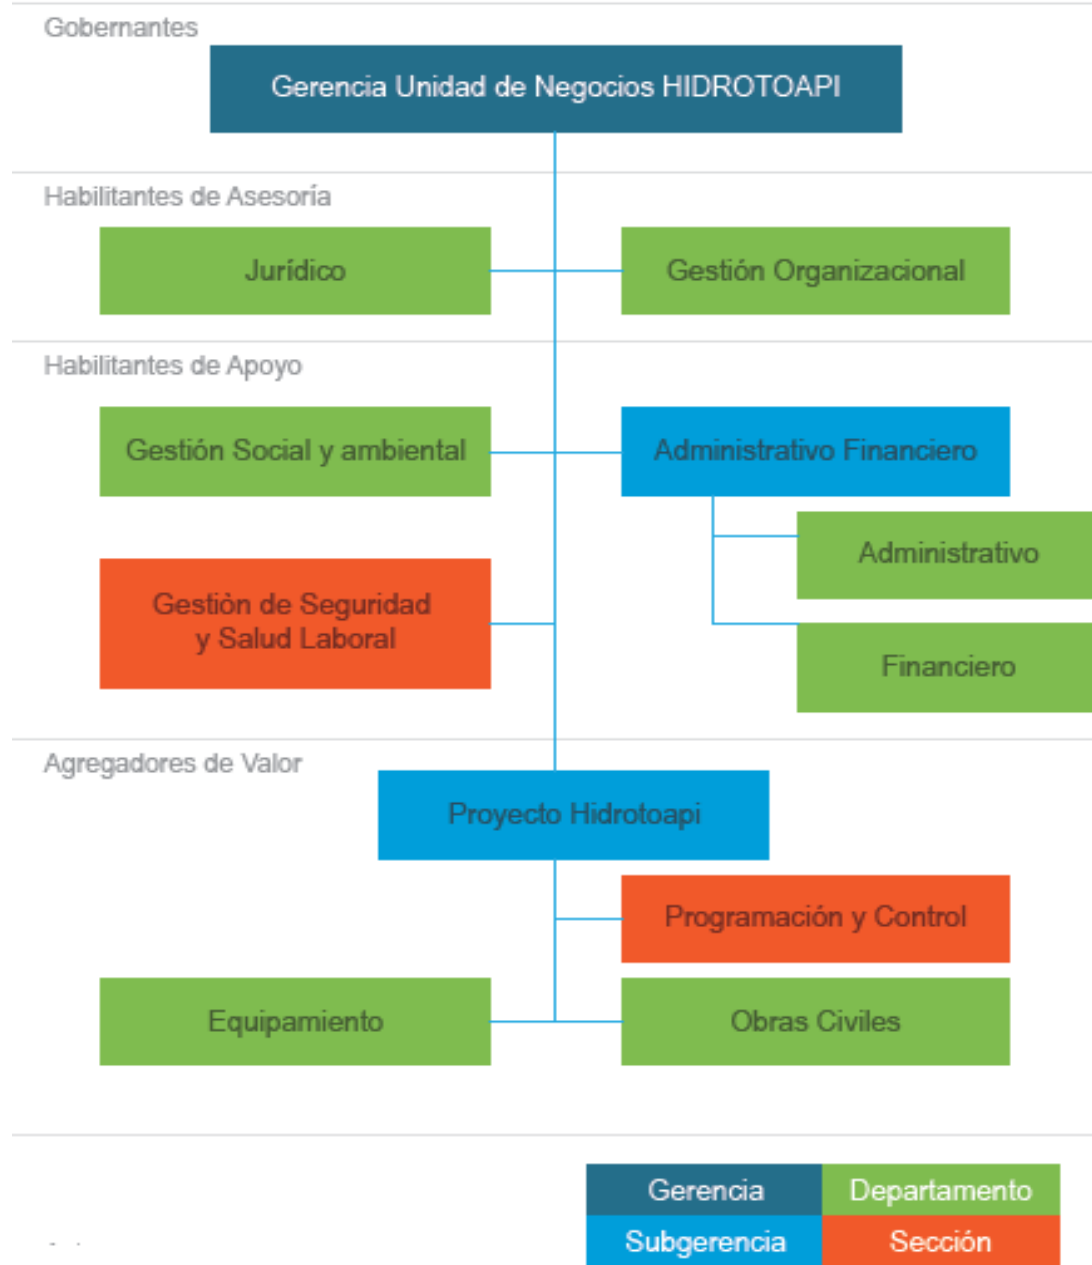 Gobernantes
Gerencia Unidad de Negocios HIDROTOAPI
Habilitantes de Asesoría
Jurídico
Gestión Organizacional
Habilitantes de Apoyo
Gestión Social y ambiental
Administrativo Financiero
Administrativo
Gestiòn de Seguridad
y Salud Laboral
Financiero
Agregadores de Valor
Proyecto Hidrotoapi
Programación y Control
Equipamiento
Obras Civiles
Gerencia
Departamento
Subgerencia
Sección